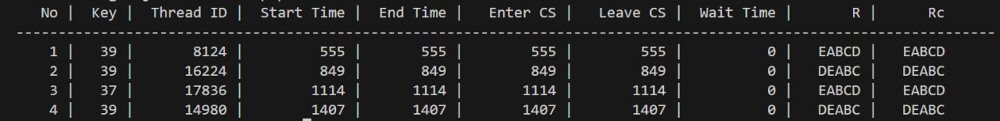 No | Key | Thread ID | Start Time | End Time | Enter CS | Leave CS | Wait Time | R | Rc
--------------------------------------------------------------------------------------------------------------
1 | 39 | 8124 | 555 | 555 | 555 | 555 | 0 | EABCD | EABCD
2 | 39 | 16224 | 849 | 849 | 849 | 849 | 0 | DEABC | DEABC
3 | 37 | 17836 | 1114 | 1114 | 1114 | 1114 | 0 | EABCD | EABCD
4 | 39 | 14980 | 1407 | 1407 | 1407 | 1407 | 0 | DEABC | DEABC